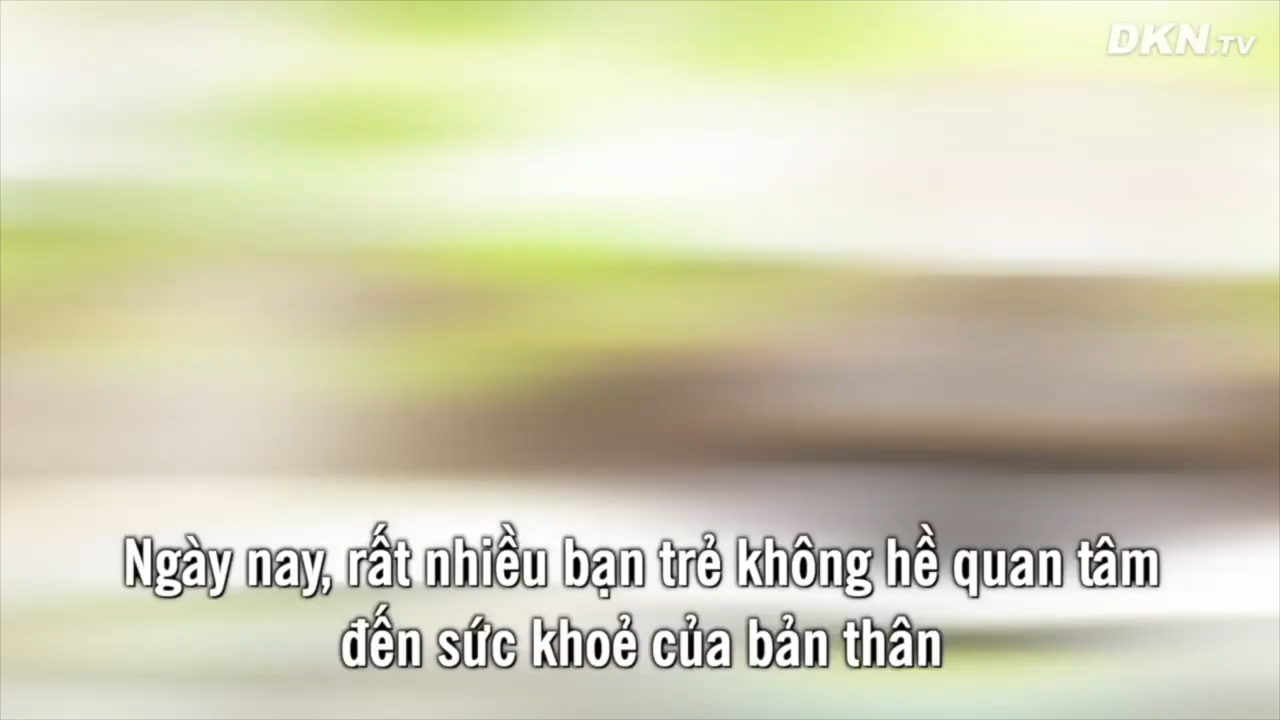 DKN.TV
Ngày nay, rất nhiều bạn trẻ không hề quan tâm
đến sức khoẻ của bản thân